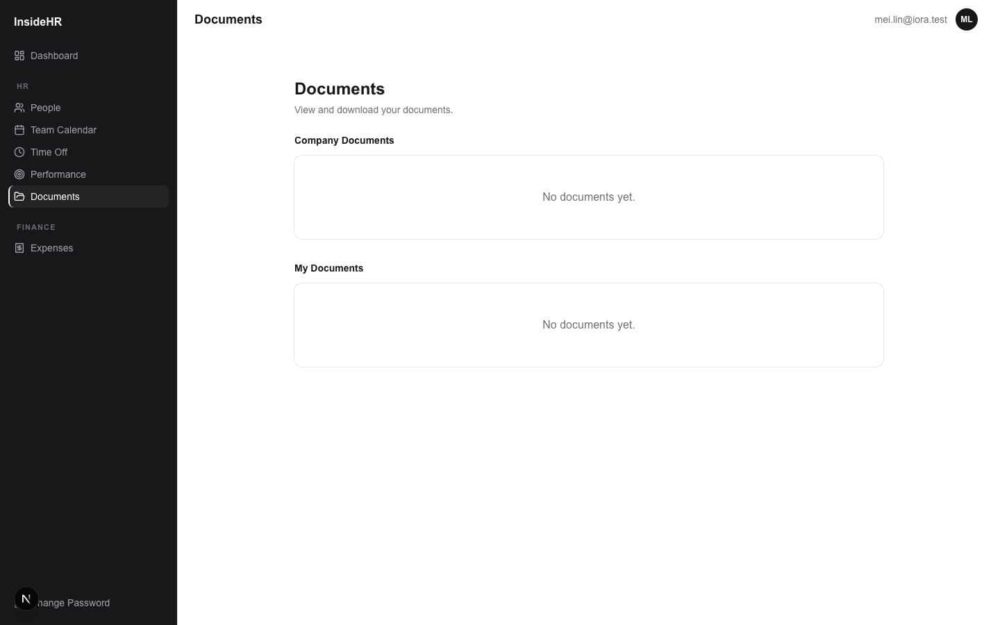 InsideHR
Dashboard
HR
People
Team Calendar
Time Off
Performance
Documents
FINANCE
Expenses
N
hange Password
Documents
mei.lin@iora.test
ML
Documents
View and download your documents.
Company Documents
No documents yet.
My Documents
No documents yet.